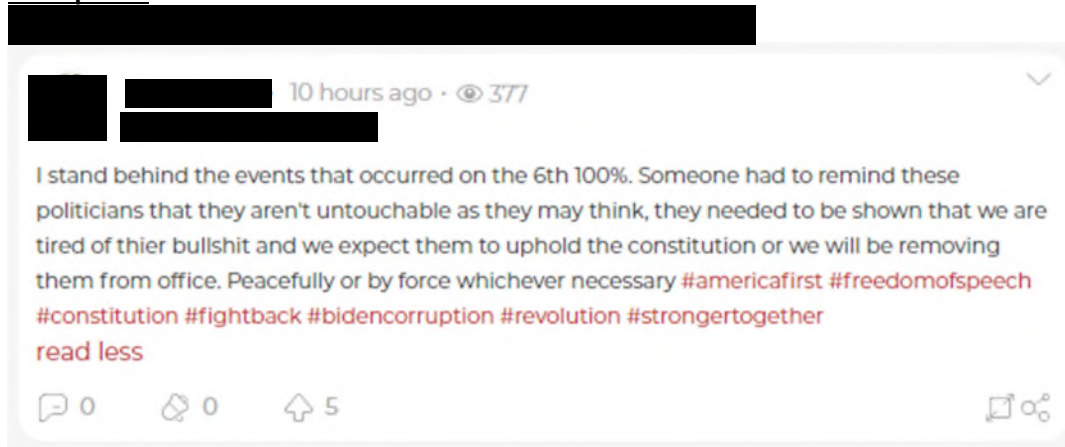 10 hours ago · 377
I stand behind the events that occurred on the 6th 100%. Someone had to remind these
politicians that they aren't untouchable as they may think, they needed to be shown that we are
tired of thier bullshit and we expect them to uphold the constitution or we will be removing
them from office. Peacefully or by force whichever necessary #americafirst #freedomofspeech
#constitution #fightback #bidencorruption #revolution #strongertogether
read less
0 0 5